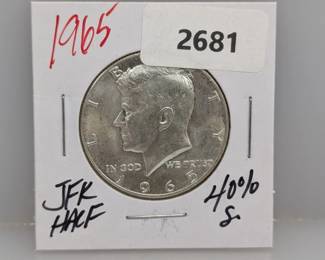 1965
2681
LIBERTY
IN GOD WE TRUST
1965
JFK
HALF
40%
S